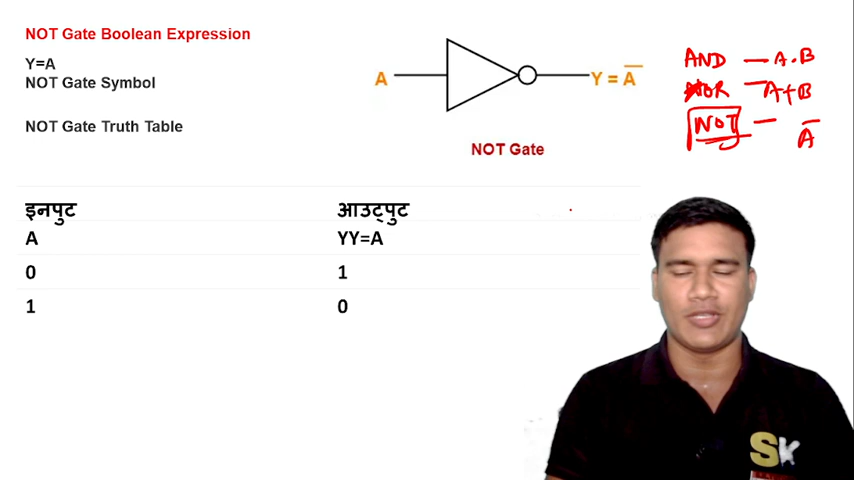 NOT Gate Boolean Expression
Y=A
NOT Gate Symbol
NOT Gate Truth Table
A
Y = A̅
NOT Gate
AND — A.B
OR — A+B
NOT — A̅
इनपुट आउट्पुट
A YY=A
0 1
1 0
SK